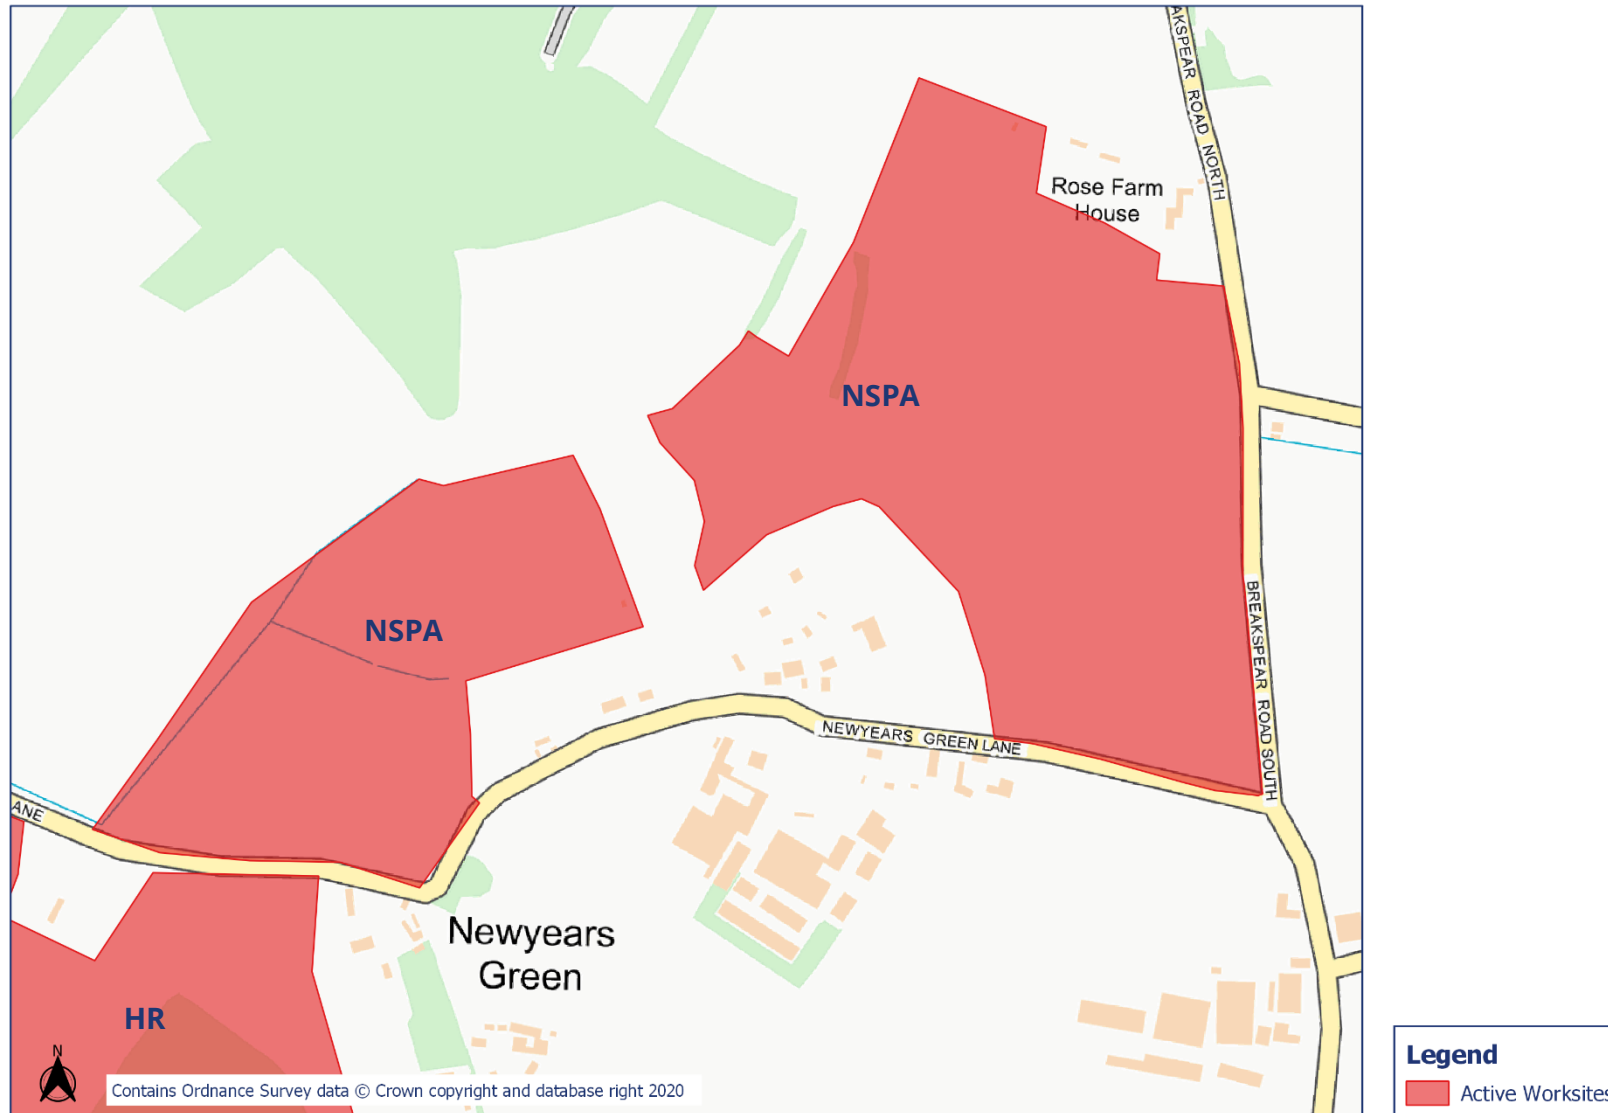 AKSPEAR ROAD NORTH
Rose Farm
House
NSPA
NSPA
BREAKSPEAR ROAD SOUTH
NEWYEARS GREEN LANE
ANE
Newyears
Green
HR
N
Contains Ordnance Survey data © Crown copyright and database right 2020
Legend
Active Worksites